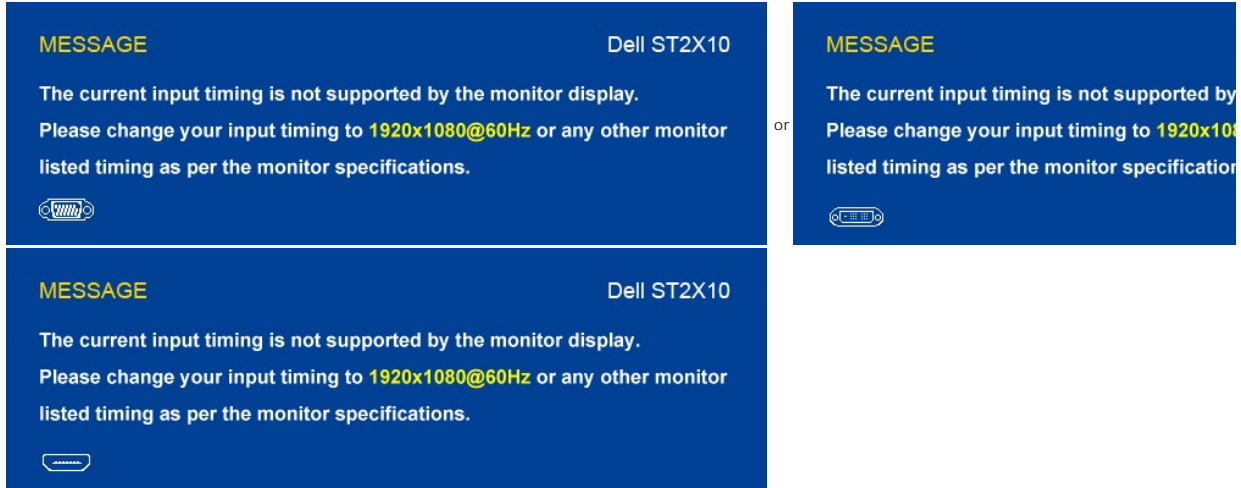 MESSAGE Dell ST2X10
The current input timing is not supported by the monitor display.
Please change your input timing to 1920x1080@60Hz or any other monitor
listed timing as per the monitor specifications.
or
MESSAGE
The current input timing is not supported by
Please change your input timing to 1920x108
listed timing as per the monitor specification
MESSAGE Dell ST2X10
The current input timing is not supported by the monitor display.
Please change your input timing to 1920x1080@60Hz or any other monitor
listed timing as per the monitor specifications.